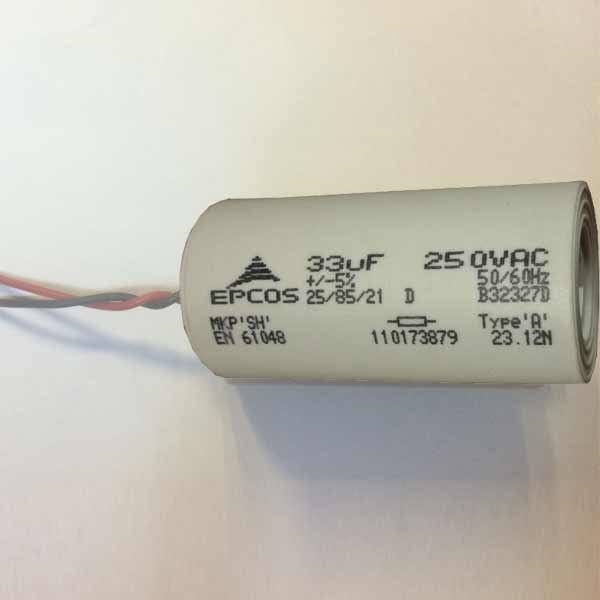 33uF 250VAC
+/-5% 50/60Hz
EPCOS 25/85/21 D B32327D
MKP'SH' Type'A'
EN 61048 110173879 23.12N